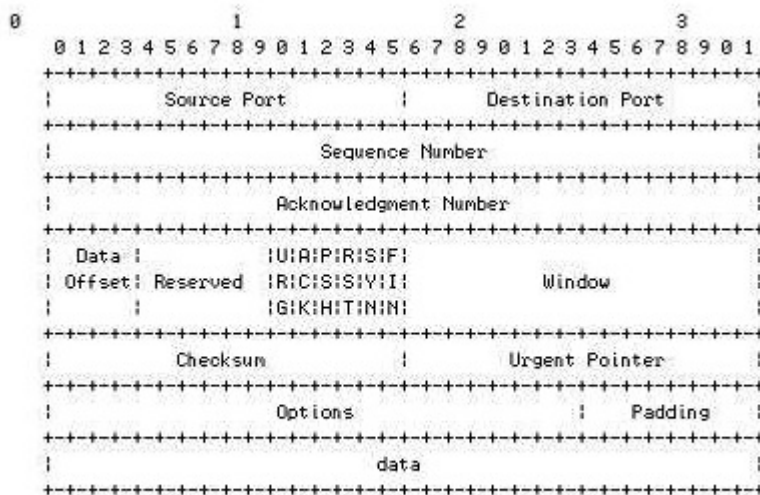 0 1 2 3
0 1 2 3 4 5 6 7 8 9 0 1 2 3 4 5 6 7 8 9 0 1 2 3 4 5 6 7 8 9 0 1
Source Port | Destination Port
Sequence Number
Acknowledgment Number
Data |U|A|P|R|S|F|
Offset| Reserved |R|C|S|S|Y|I| Window
|G|K|H|T|N|N|
Checksum | Urgent Pointer
Options | Padding
data